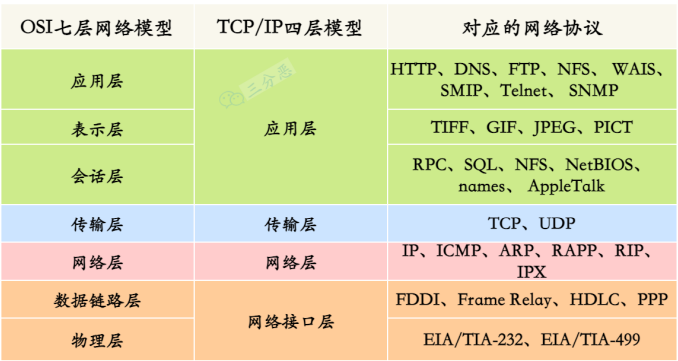 OSI七层网络模型 TCP/IP四层模型 对应的网络协议
应用层 应用层 HTTP、DNS、FTP、NFS、 WAIS、
SMIP、Telnet、 SNMP
三分恶
表示层 TIFF、GIF、JPEG、PICT
会话层 RPC、SQL、NFS、NetBIOS、
names、 AppleTalk
传输层 传输层 TCP、UDP
网络层 网络层 IP、ICMP、ARP、RAPP、RIP、
IPX
数据链路层 网络接口层 FDDI、Frame Relay、HDLC、PPP
物理层 EIA/TIA-232、EIA/TIA-499